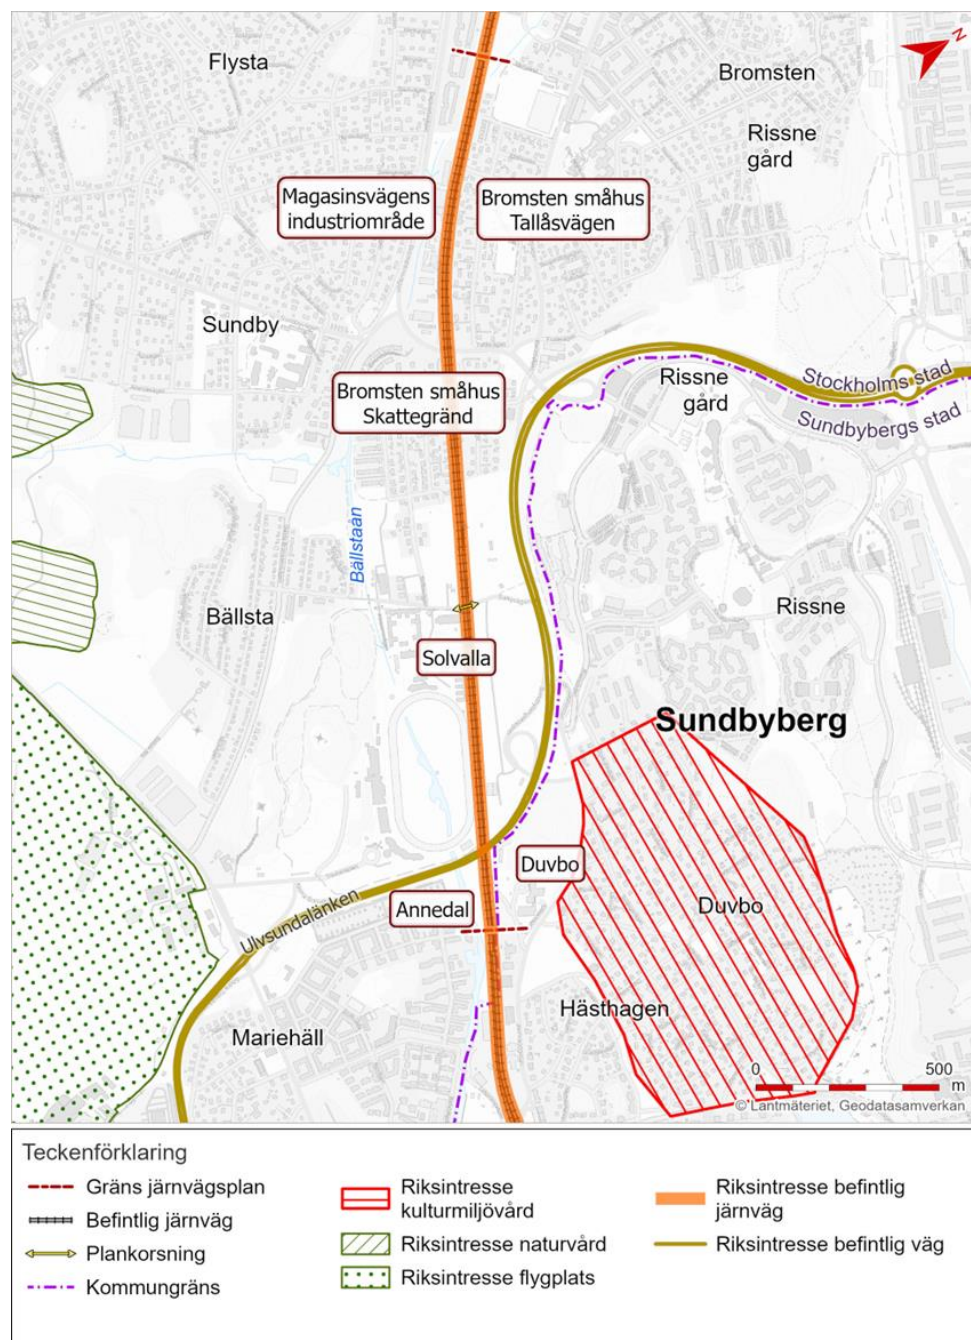 Flysta
Bromsten
N
Rissne
gård
Magasinsvägens
industriområde
Bromsten småhus
Tallåsvägen
Sundby
Bromsten småhus
Skattegränd
Rissne
gård
Stockholms stad
Sundbybergs stad
Bällstaån
Bällsta
Rissne
Solvalla
Sundbyberg
Duvbo
Annedal
Duvbo
Ulvsundalänken
Hästhagen
Mariehäll
0
500
m
© Lantmäteriet, Geodatasamverkan
Teckenförklaring
Gräns järnvägsplan
Befintlig järnväg
Plankorsning
Kommungräns
Riksintresse
kulturmiljövård
Riksintresse naturvård
Riksintresse flygplats
Riksintresse befintlig
järnväg
Riksintresse befintlig väg